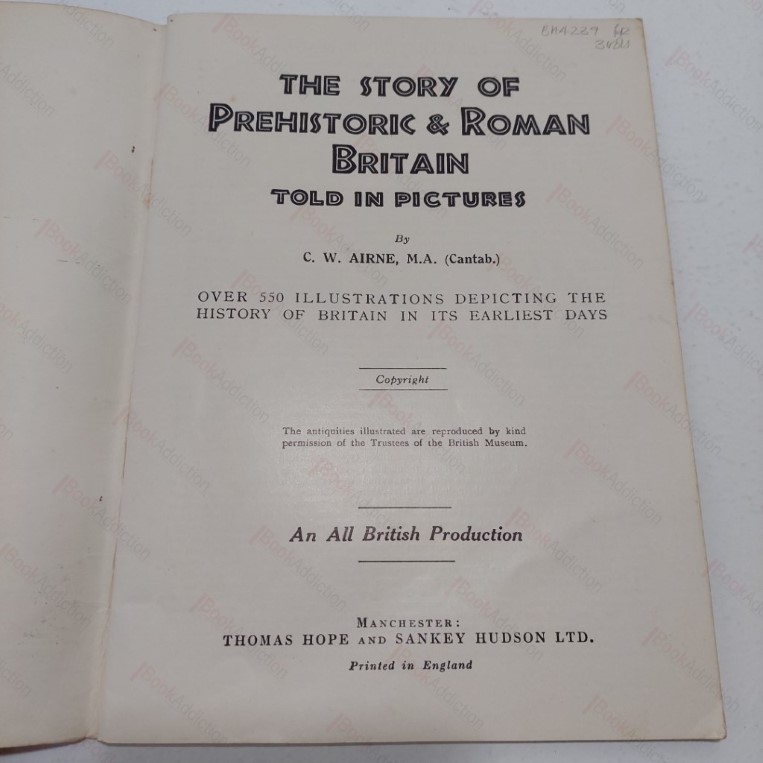 THE STORY OF
PREHISTORIC & ROMAN
BRITAIN
TOLD IN PICTURES
By
C. W. AIRNE, M.A. (Cantab.)
OVER 550 ILLUSTRATIONS DEPICTING THE
HISTORY OF BRITAIN IN ITS EARLIEST DAYS
Copyright
The antiquities illustrated are reproduced by kind
permission of the Trustees of the British Museum.
An All British Production
MANCHESTER:
THOMAS HOPE AND SANKEY HUDSON LTD.
Printed in England